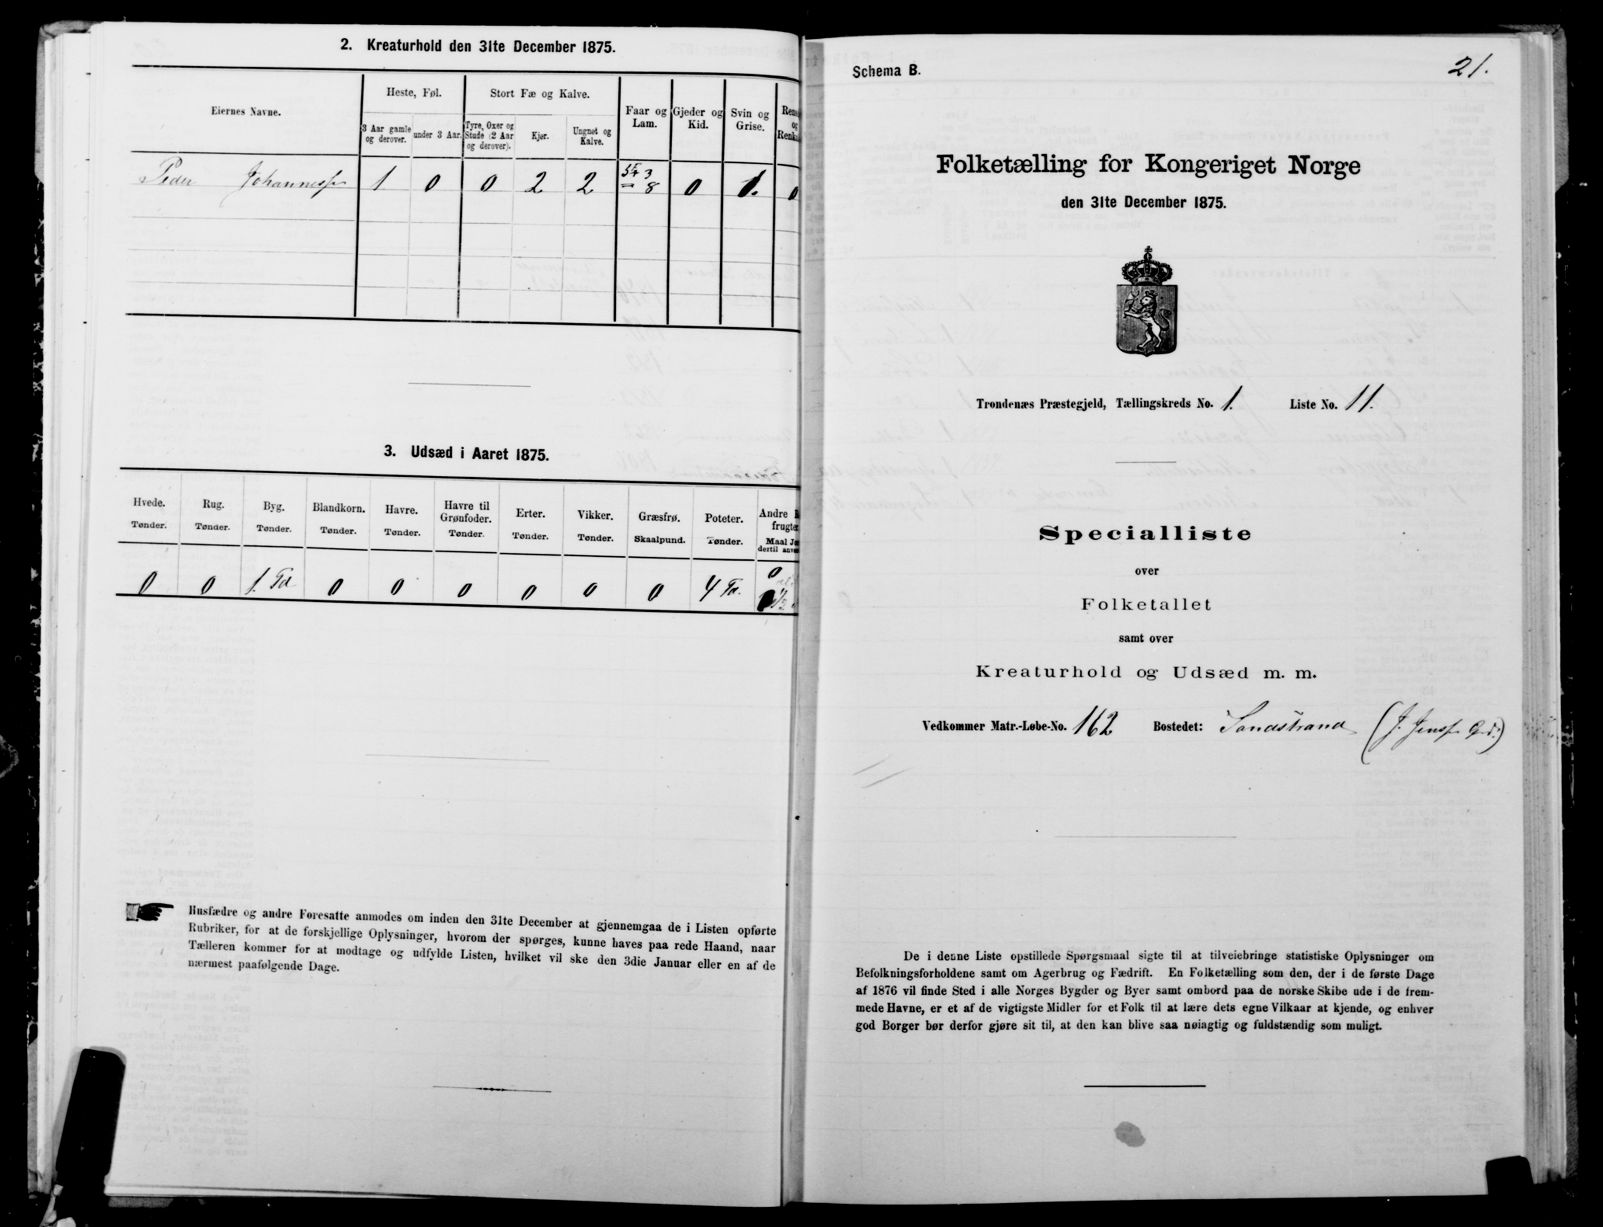 2. Kreaturhold den 31te December 1875.
Eiernes Navne.
Heste, Føl.
Stort Fæ og Kalve.
Faar og Lam.
Gjeder og Kid.
Svin og Grise.
3 Aar gamle og derover.
under 3 Aar.
Tyre, Oxer og Stude (2 Aar og derover).
Kjør.
Ungnøt og Kalve.
Peder Johannessen 1 0 0 2 2 8 0 1. 0
3. Udsæd i Aaret 1875.
Hvede. Rug. Byg. Blandkorn. Havre. Havre til Grønfoder. Erter. Vikker. Græsfrø. Poteter. Andre
Tønder. Tønder. Tønder. Tønder. Tønder. Tønder. Tønder. Tønder. Skaalpund. Tønder. Maal
0 0 1. Td 0 0 0 0 0 0 4 Td. 0
Husfædre og andre Foresatte anmodes om inden den 31te December at gjennemgaa de i Listen opførte
Rubriker, for at de forskjellige Oplysninger, hvorom der spørges, kunne haves paa rede Haand, naar
Tælleren kommer for at modtage og udfylde Listen, hvilket vil ske den 3die Januar eller en af de
nærmest paafølgende Dage.
Schema B.
21.
Folketælling for Kongeriget Norge
den 31te December 1875.
Trondenæs Præstegjeld, Tællingskreds No. 1. Liste No. 11.
Specialliste
over
Folketallet
samt over
Kreaturhold og Udsæd m. m.
Vedkommer Matr.-Løbe-No. 162 Bostedet: Sandstrand (J. Jens
De i denne Liste opstillede Spørgsmaal sigte til at tilveiebringe statistiske Oplysninger om
Befolkningsforholdene samt om Agerbrug og Fædrift. En Folketælling som den, der i de første Dage
af 1876 vil finde Sted i alle Norges Bygder og Byer samt ombord paa de norske Skibe ude i de frem-
mede Havne, er et af de vigtigste Midler for et Folk til at lære dets egne Vilkaar at kjende, og enhver
god Borger bør derfor gjøre sit til, at den kan blive saa nøiagtig og fuldstændig som muligt.